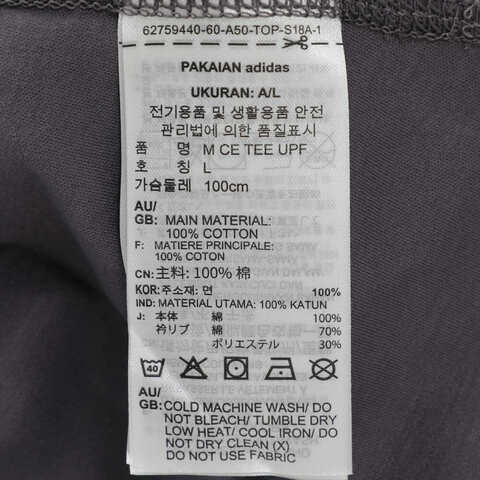 62759440-60-A50-TOP-S18A-1
PAKAIAN adidas
UKURAN: A/L
전기용품 및 생활용품 안전
관리법에 의한 품질표시
품 명 M CE TEE UPF
호 칭 L
가슴둘레 100cm
AU/
GB: MAIN MATERIAL:
100% COTTON
F: MATIERE PRINCIPALE:
100% COTON
CN: 主料: 100% 棉
KOR: 주소재: 면 100%
IND: MATERIAL UTAMA: 100% KATUN
J: 本体 綿 100%
衿リブ 綿 70%
ポリエステル 30%
40
AU/
GB: COLD MACHINE WASH/ DO
NOT BLEACH/ TUMBLE DRY
LOW HEAT/ COOL IRON/ DO
NOT DRY CLEAN (X)
DO NOT USE FABRIC